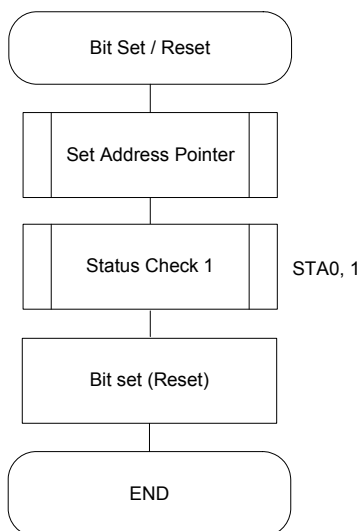 Bit Set / Reset
Set Address Pointer
Status Check 1
STA0, 1
Bit set (Reset)
END